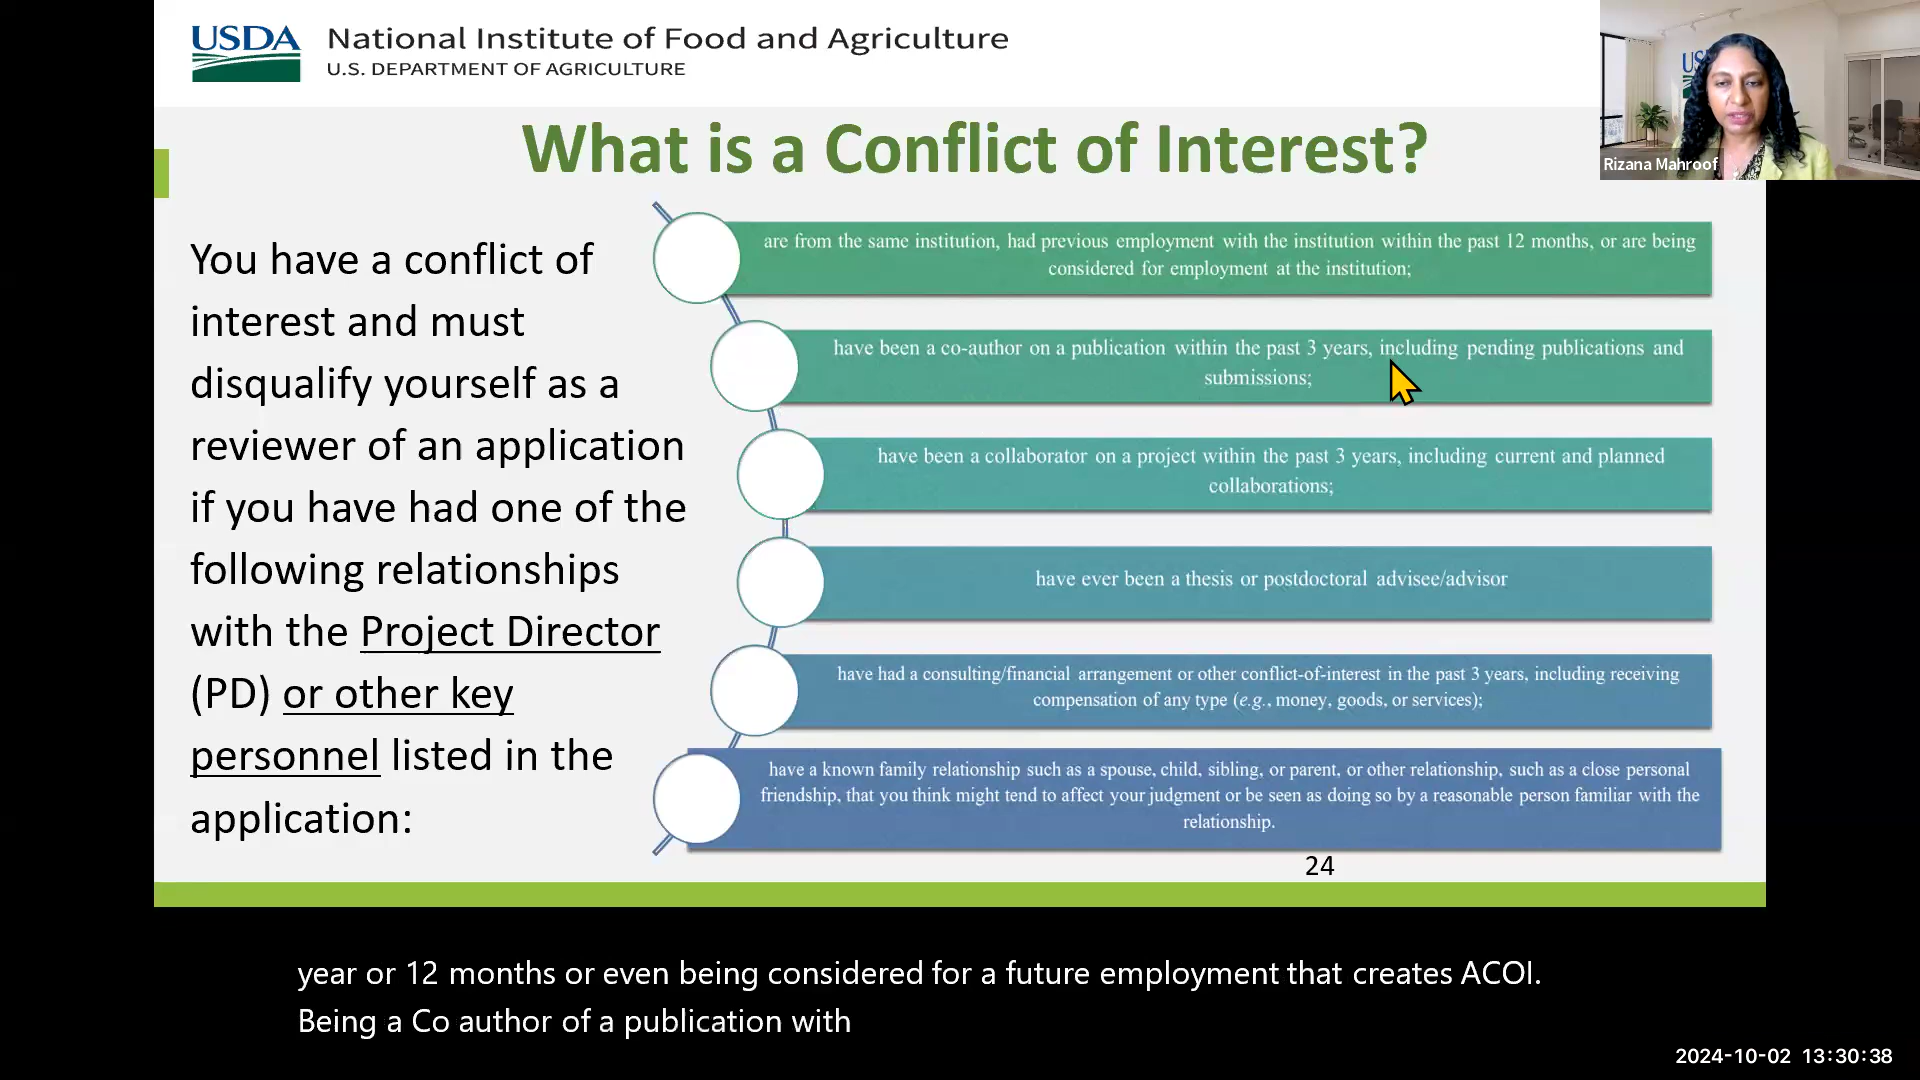 USDA
National Institute of Food and Agriculture
U.S. DEPARTMENT OF AGRICULTURE
US
Rizana Mahroof
What is a Conflict of Interest?
You have a conflict of
interest and must
disqualify yourself as a
reviewer of an application
if you have had one of the
following relationships
with the Project Director
(PD) or other key
personnel listed in the
application:
are from the same institution, had previous employment with the institution within the past 12 months, or are being
considered for employment at the institution;
have been a co-author on a publication within the past 3 years, including pending publications and
submissions;
have been a collaborator on a project within the past 3 years, including current and planned
collaborations;
have ever been a thesis or postdoctoral advisee/advisor
have had a consulting/financial arrangement or other conflict-of-interest in the past 3 years, including receiving
compensation of any type (e.g., money, goods, or services);
have a known family relationship such as a spouse, child, sibling, or parent, or other relationship, such as a close personal
friendship, that you think might tend to affect your judgment or be seen as doing so by a reasonable person familiar with the
relationship.
24
year or 12 months or even being considered for a future employment that creates ACOI.
Being a Co author of a publication with
2024-10-02 13:30:38